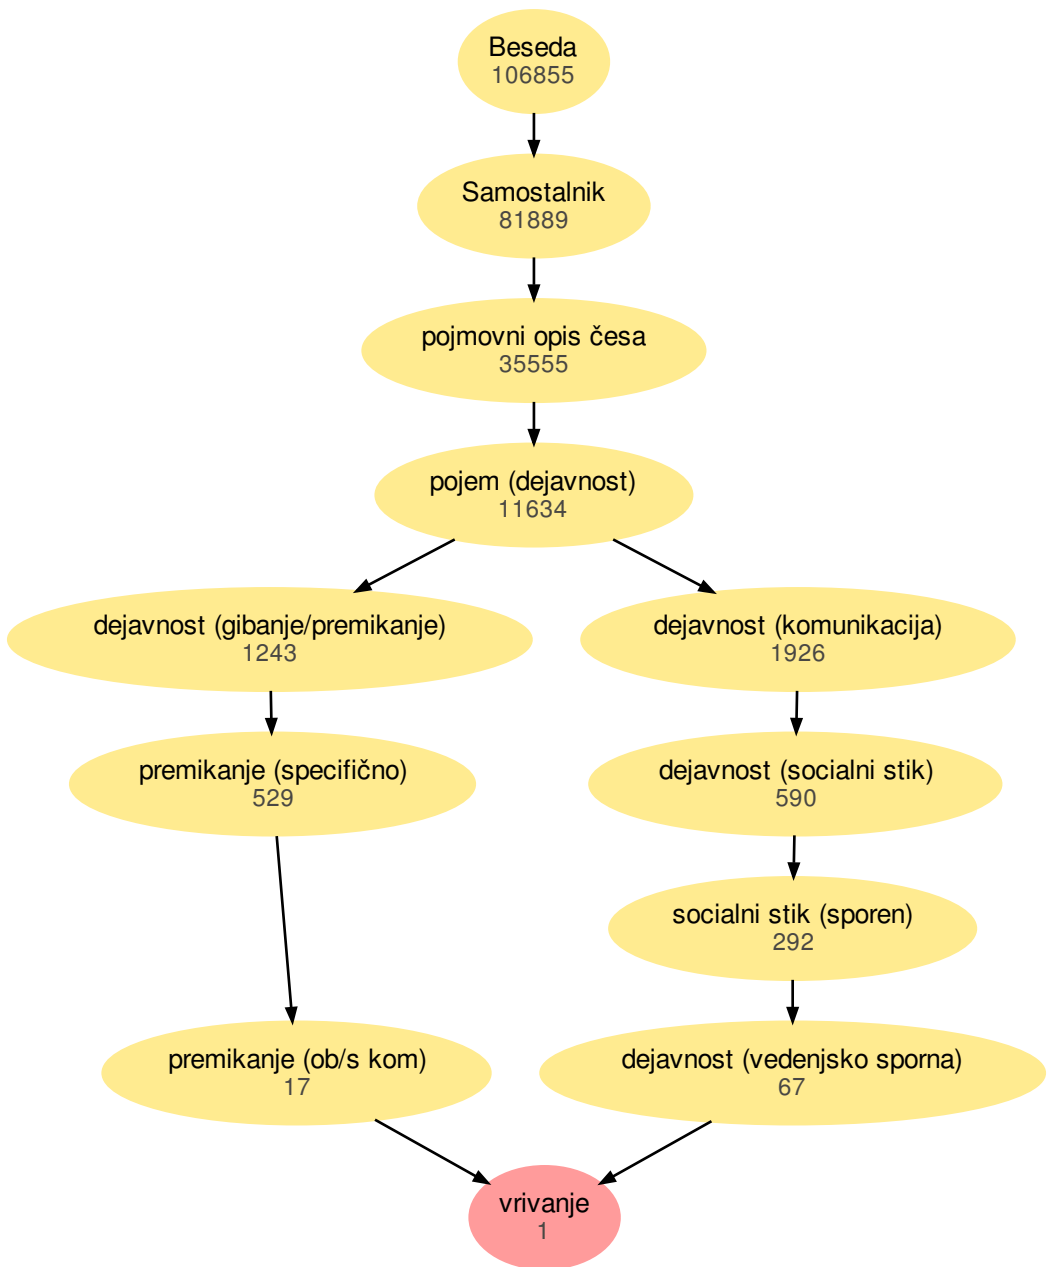 Beseda
106855
Samostalnik
81889
pojmovni opis česa
35555
pojem (dejavnost)
11634
dejavnost (gibanje/premikanje)
1243
dejavnost (komunikacija)
1926
premikanje (specifično)
529
dejavnost (socialni stik)
590
socialni stik (sporen)
292
premikanje (ob/s kom)
17
dejavnost (vedenjsko sporna)
67
vrivanje
1